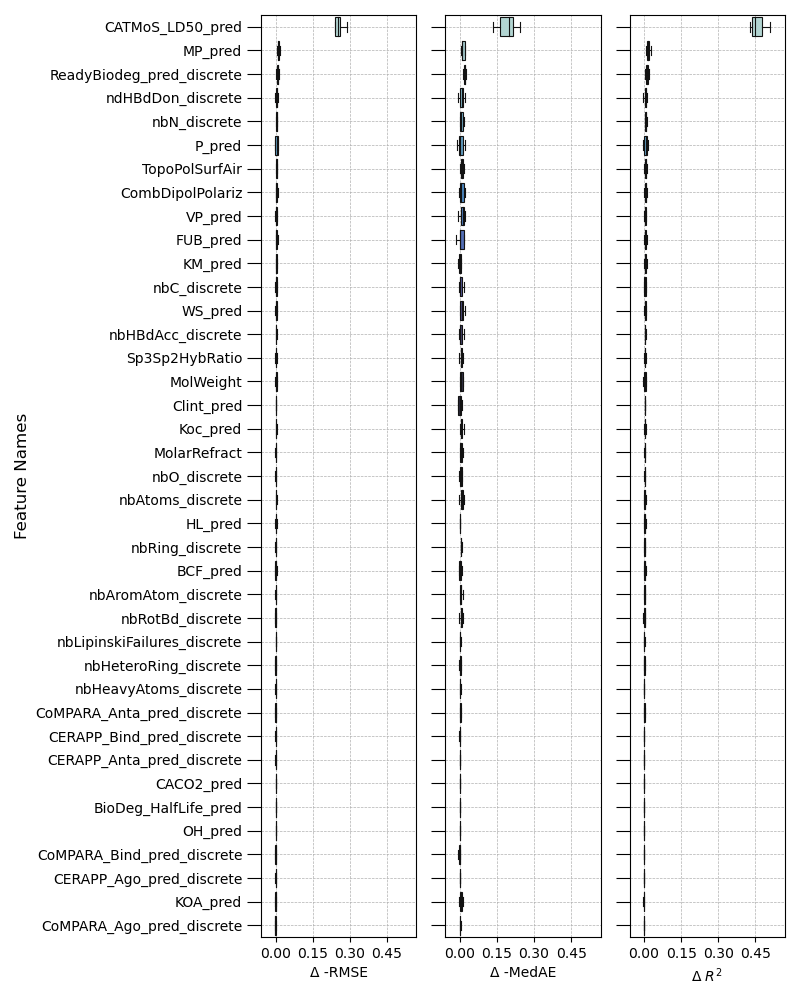 CATMoS_LD50_pred
MP_pred
ReadyBiodeg_pred_discrete
ndHBdDon_discrete
nbN_discrete
P_pred
TopoPolSurfAir
CombDipolPolariz
VP_pred
FUB_pred
KM_pred
nbC_discrete
WS_pred
nbHBdAcc_discrete
Sp3Sp2HybRatio
MolWeight
Clint_pred
Koc_pred
MolarRefract
nbO_discrete
nbAtoms_discrete
HL_pred
nbRing_discrete
BCF_pred
nbAromAtom_discrete
nbRotBd_discrete
nbLipinskiFailures_discrete
nbHeteroRing_discrete
nbHeavyAtoms_discrete
CoMPARA_Anta_pred_discrete
CERAPP_Bind_pred_discrete
CERAPP_Anta_pred_discrete
CACO2_pred
BioDeg_HalfLife_pred
OH_pred
CoMPARA_Bind_pred_discrete
CERAPP_Ago_pred_discrete
KOA_pred
CoMPARA_Ago_pred_discrete
Feature Names
0.00 0.15 0.30 0.45
Δ -RMSE
0.00 0.15 0.30 0.45
Δ -MedAE
0.00 0.15 0.30 0.45
Δ R²